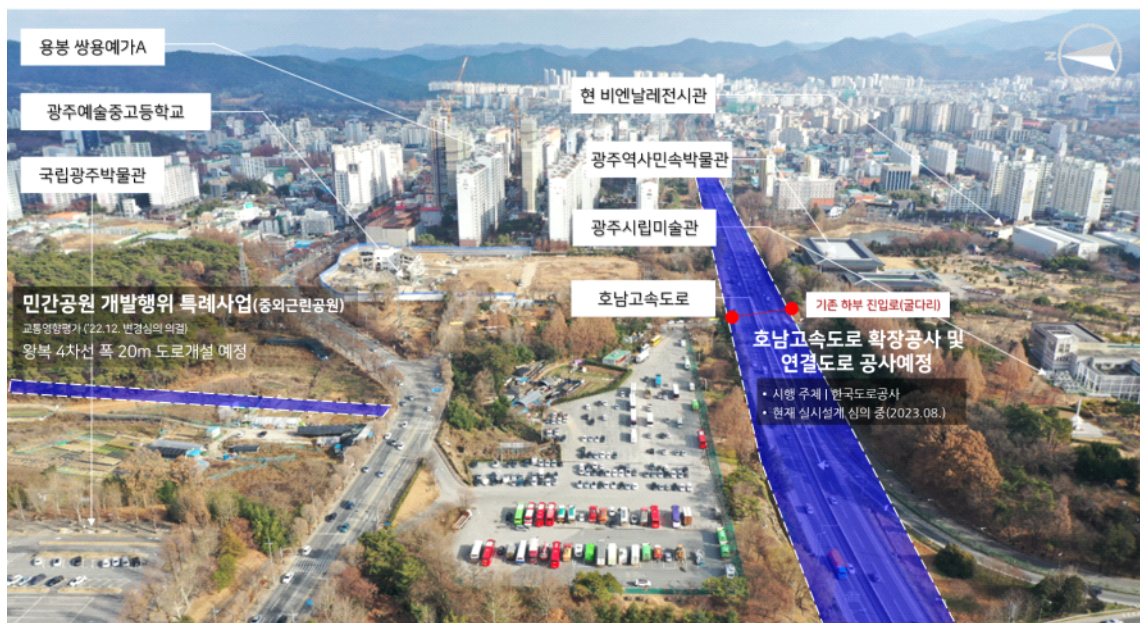 용봉 쌍용예가A
광주예술중고등학교
국립광주박물관
현 비엔날레전시관
광주역사민속박물관
광주시립미술관
호남고속도로
N
기존 하부 진입로(굴다리)
민간공원 개발행위 특례사업(중외근린공원)
교통영향평가 ('22.12. 변경심의 의결)
왕복 4차선 폭 20m 도로개설 예정
호남고속도로 확장공사 및
연결도로 공사예정
• 시행 주체 | 한국도로공사
• 현재 실시설계 심의 중(2023.08.)